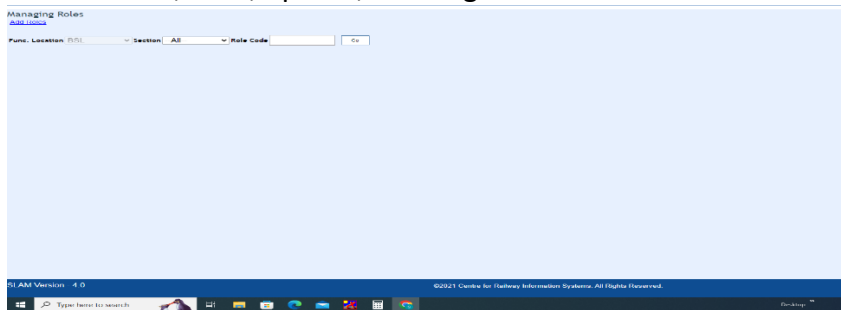 Managing Roles
Add Roles
Func. Location BSL Section All Role Code Go
SLAM Version 4.0 ©2021 Centre for Railway Information Systems. All Rights Reserved.
Type here to search Desktop